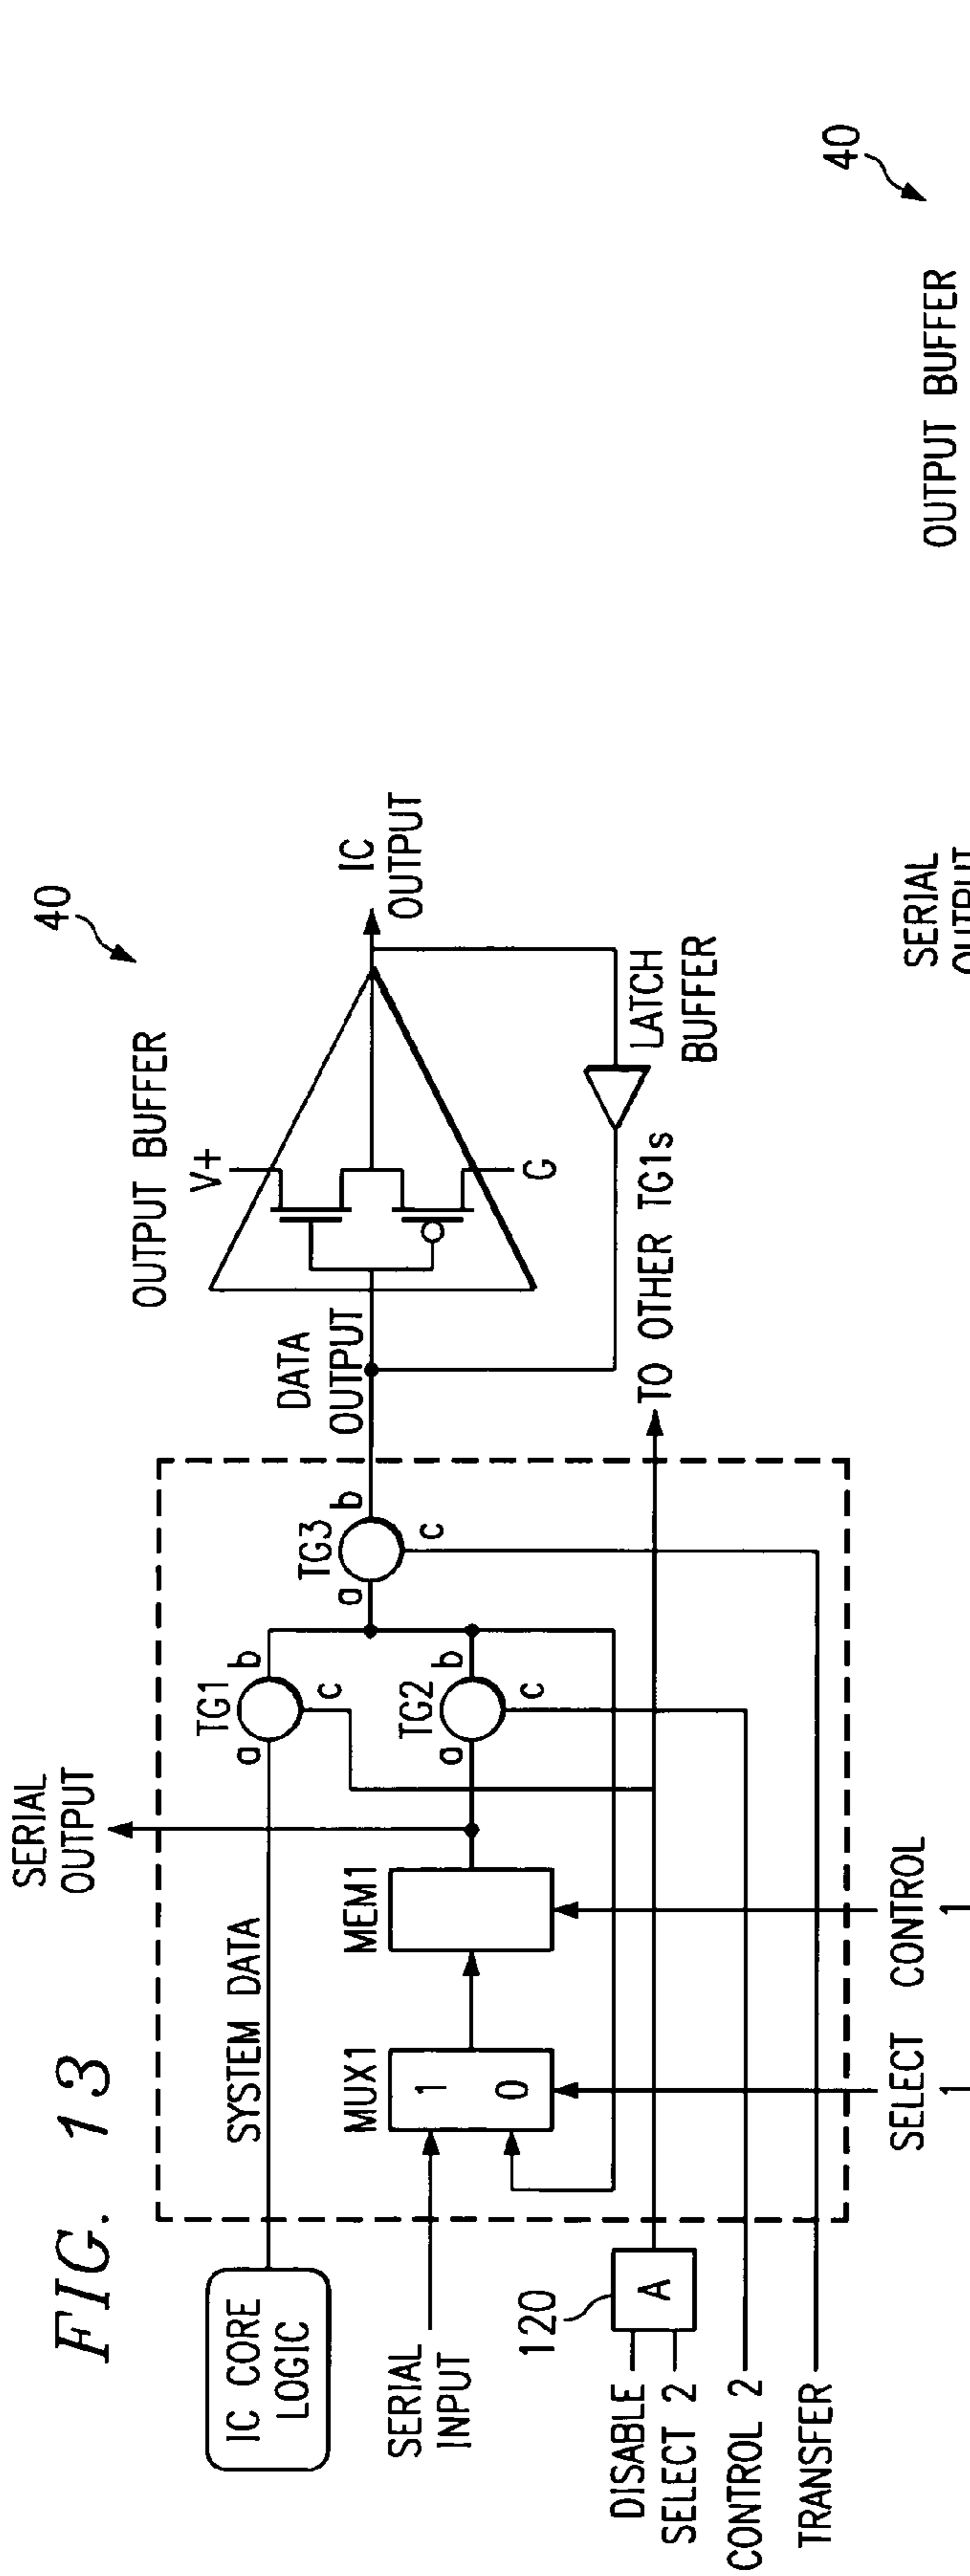 FIG. 13
40
SERIAL
OUTPUT
OUTPUT BUFFER
V+
IC CORE
LOGIC
SYSTEM DATA
TG1
a
b
c
TG3
a
b
c
DATA
OUTPUT
IC
OUTPUT
SERIAL
INPUT
MUX1
1
0
MEM1
TG2
a
b
c
G
LATCH
BUFFER
120
A
TO OTHER TG1s
DISABLE
SELECT 2
CONTROL 2
TRANSFER
SELECT
1
CONTROL
1
40
OUTPUT BUFFER
SERIAL
OUTPUT